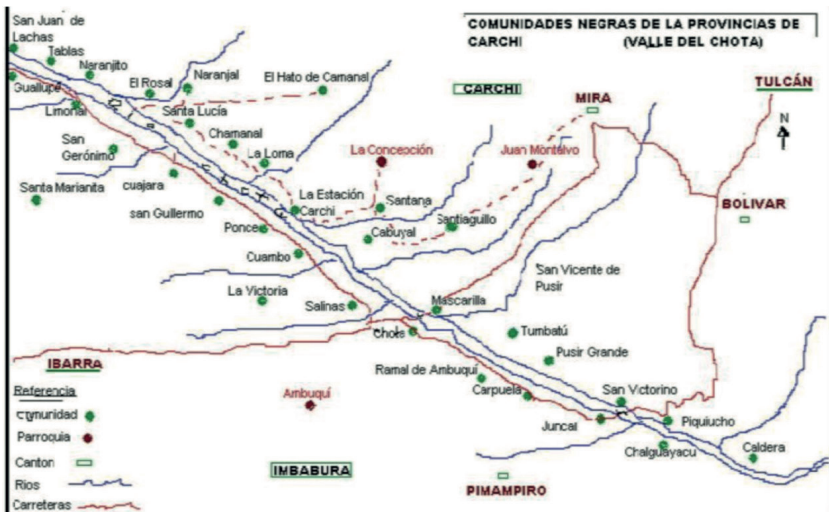 COMUNIDADES NEGRAS DE LA PROVINCIAS DE
CARCHI (VALLE DEL CHOTA)
San Juan de
Lachas
Tablas
Naranjito
Guallupe
El Rosal
Naranjal
El Hato de Camanal
CARCHI
TULCÁN
MIRA
N
Limonal
Santa Lucía
Chamanal
San
Gerónimo
La Loma
La Concepción
Juan Montalvo
Santa Marianita
cuajara
La Estación
Carchi
Santana
BOLIVAR
san Guillermo
Santiaguillo
Ponce
Cabuyal
Cuambo
San Vicente de
Pusir
La Victoria
Salinas
Mascarilla
Chota
Tumbatú
Pusir Grande
IBARRA
Ramal de Ambuquí
Referencia
Ambuquí
Carpuela
San Victorino
Parroquia
Juncal
Piquiucho
Canton
IMBABURA
Chalguayacu
Caldera
Rios
PIMAMPIRO
Carreteras